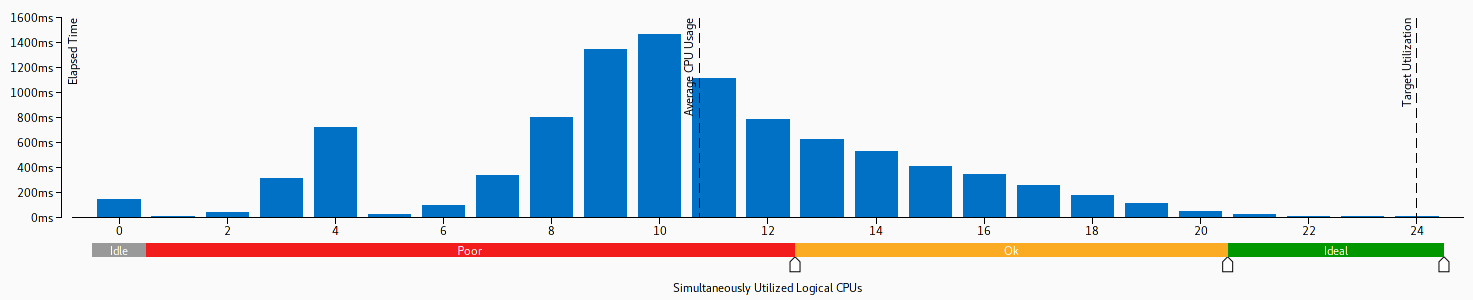 1600ms
1400ms
1200ms
1000ms
800ms
600ms
400ms
200ms
0ms
Elapsed Time
Average CPU Usage
Target Utilization
0 2 4 6 8 10 12 14 16 18 20 22 24
Idle Poor Ok Ideal
Simultaneously Utilized Logical CPUs